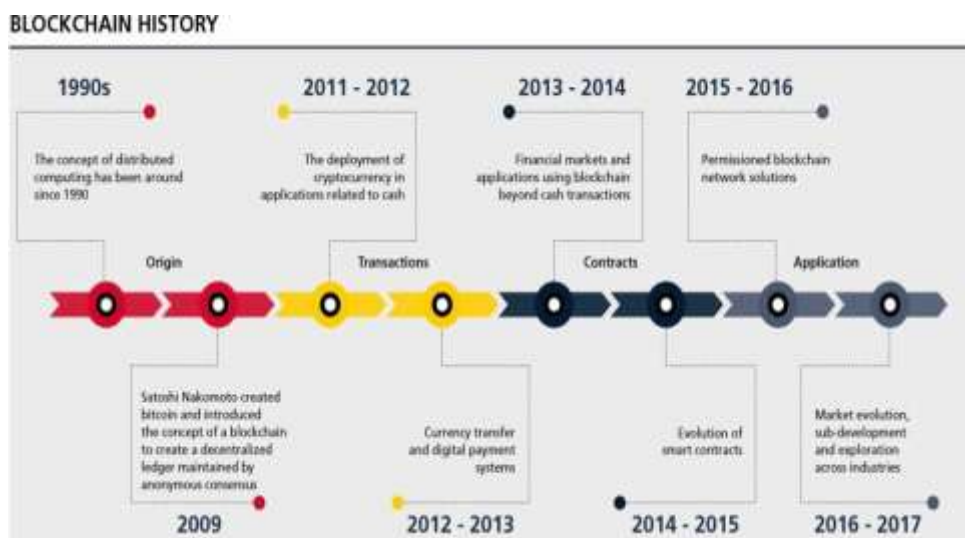 BLOCKCHAIN HISTORY
1990s
The concept of distributed
computing has been around
since 1990
2011 - 2012
The deployment of
cryptocurrency in
applications related to cash
2013 - 2014
Financial markets and
applications using blockchain
beyond cash transactions
2015 - 2016
Permissioned blockchain
network solutions
Origin
Transactions
Contracts
Application
Satoshi Nakomoto created
bitcoin and introduced
the concept of a blockchain
to create a decentralized
ledger maintained by
anonymous consensus
2009
Currency transfer
and digital payment
systems
2012 - 2013
Evolution of
smart contracts
2014 - 2015
Market evolution,
sub-development
and exploration
across industries
2016 - 2017